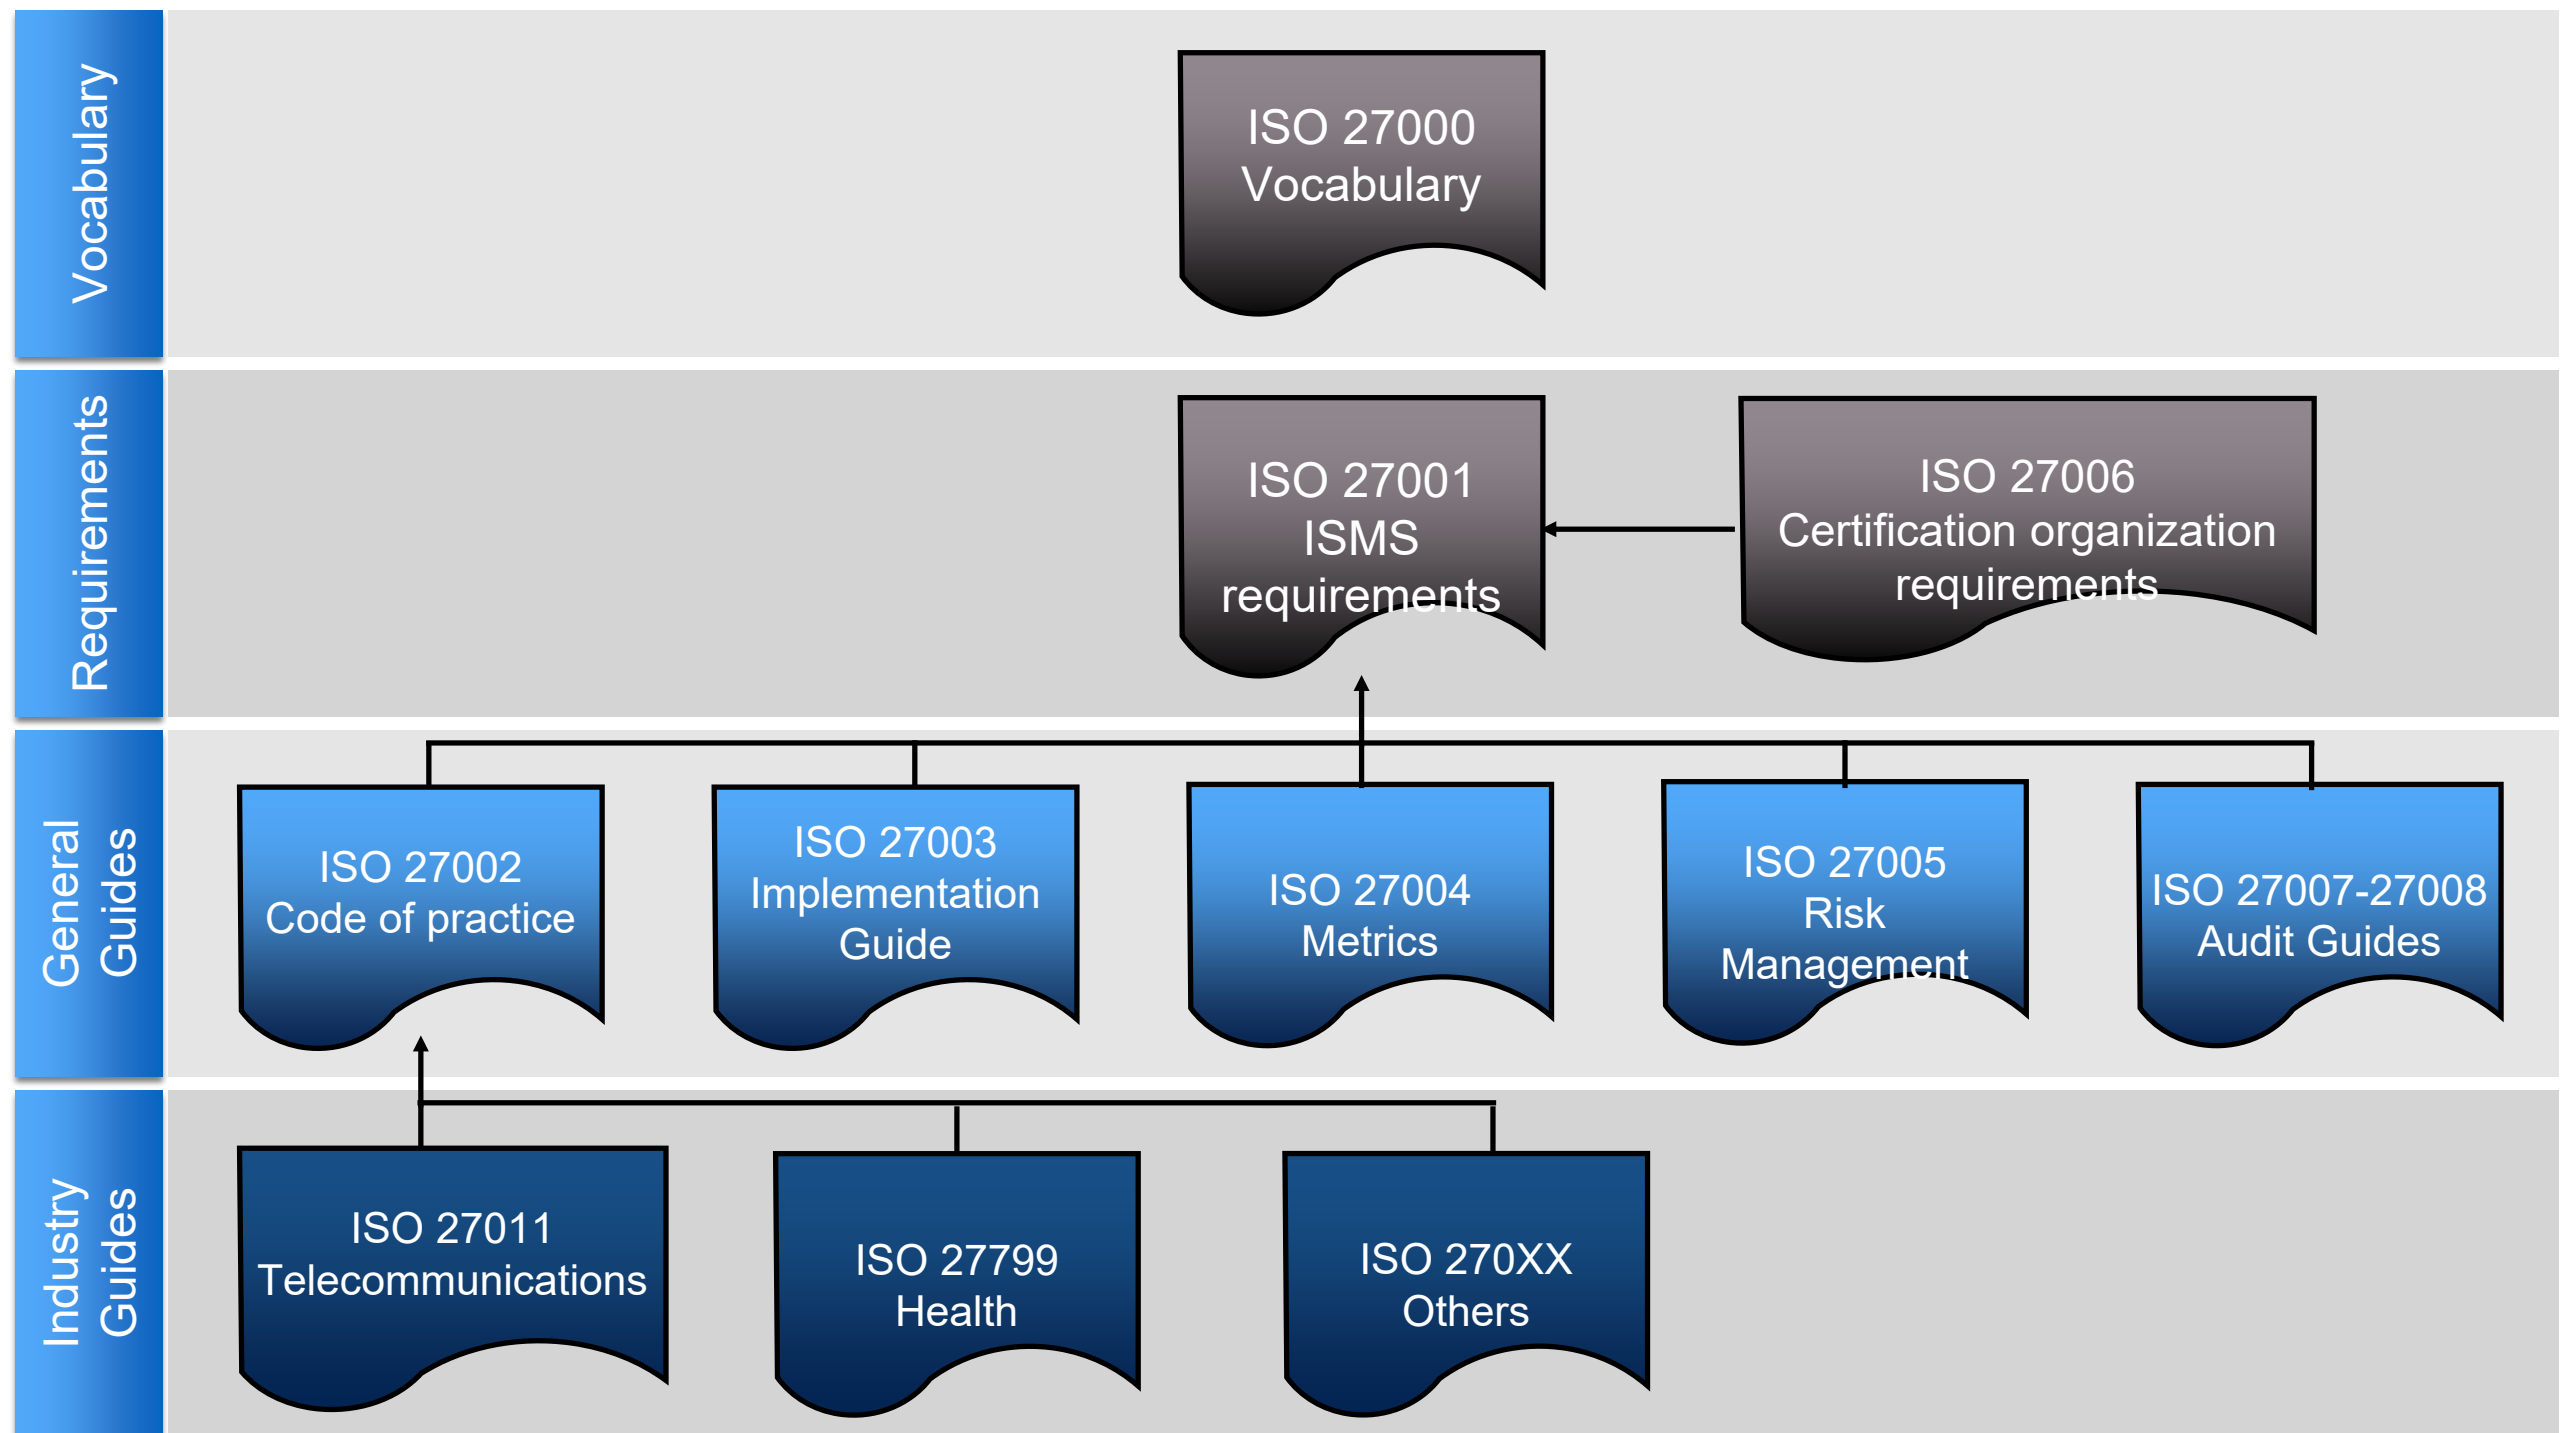 Vocabulary
ISO 27000
Vocabulary
Requirements
ISO 27001
ISMS
requirements
ISO 27006
Certification organization
requirements
General
Guides
ISO 27002
Code of practice
ISO 27003
Implementation
Guide
ISO 27004
Metrics
ISO 27005
Risk
Management
ISO 27007-27008
Audit Guides
Industry
Guides
ISO 27011
Telecommunications
ISO 27799
Health
ISO 270XX
Others